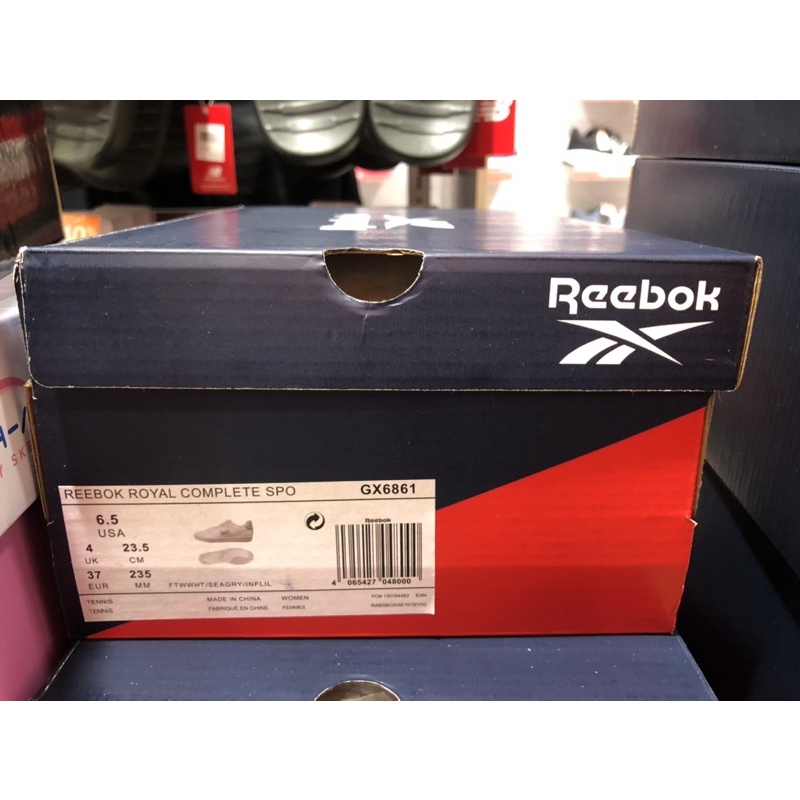 Reebok
REEBOK ROYAL COMPLETE SPO GX6861
6.5
USA
4 23.5
UK CM
37 235
EUR MM
FTWWHT/SEAGRY/INFLIL
Reebok
4 065427 048000
TENNIS MADE IN CHINA WOMEN
TENNIS FABRIQUÉ EN CHINE FEMMES
EAN